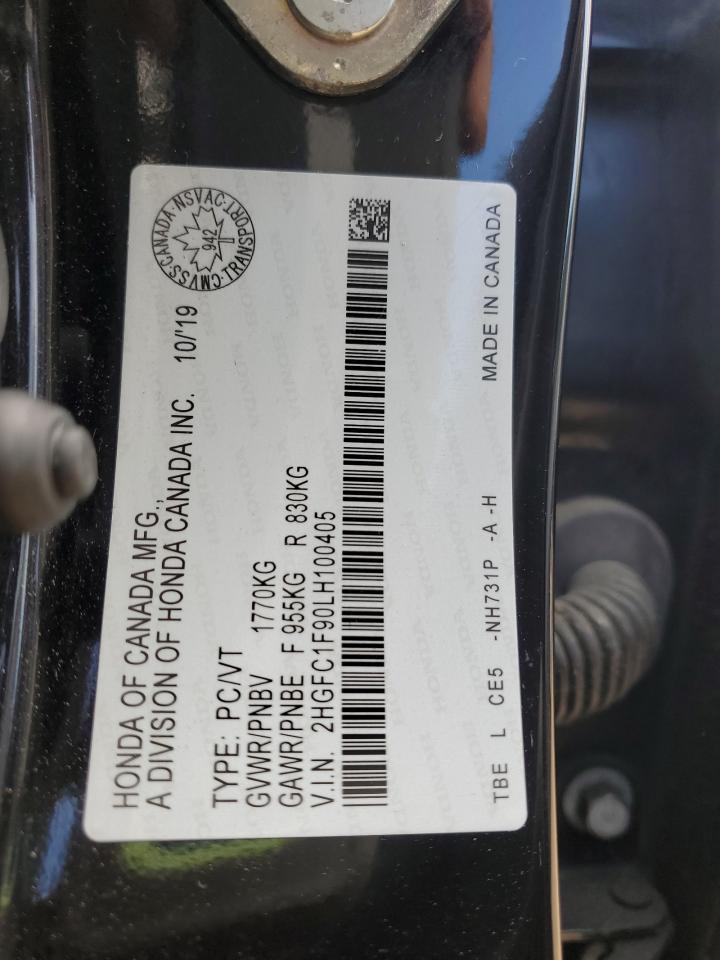 HONDA OF CANADA MFG.,
A DIVISION OF HONDA CANADA INC. 10/'19
TYPE: PC/VT
GVWR/PNBV 1770KG
GAWR/PNBE F 955KG R 830KG
V.I.N. 2HGFC1F90LH100405
TBE L CE5 -NH731P -A -H MADE IN CANADA
CANADA·NSVAC·TRANSPORT·CMVSS·
942